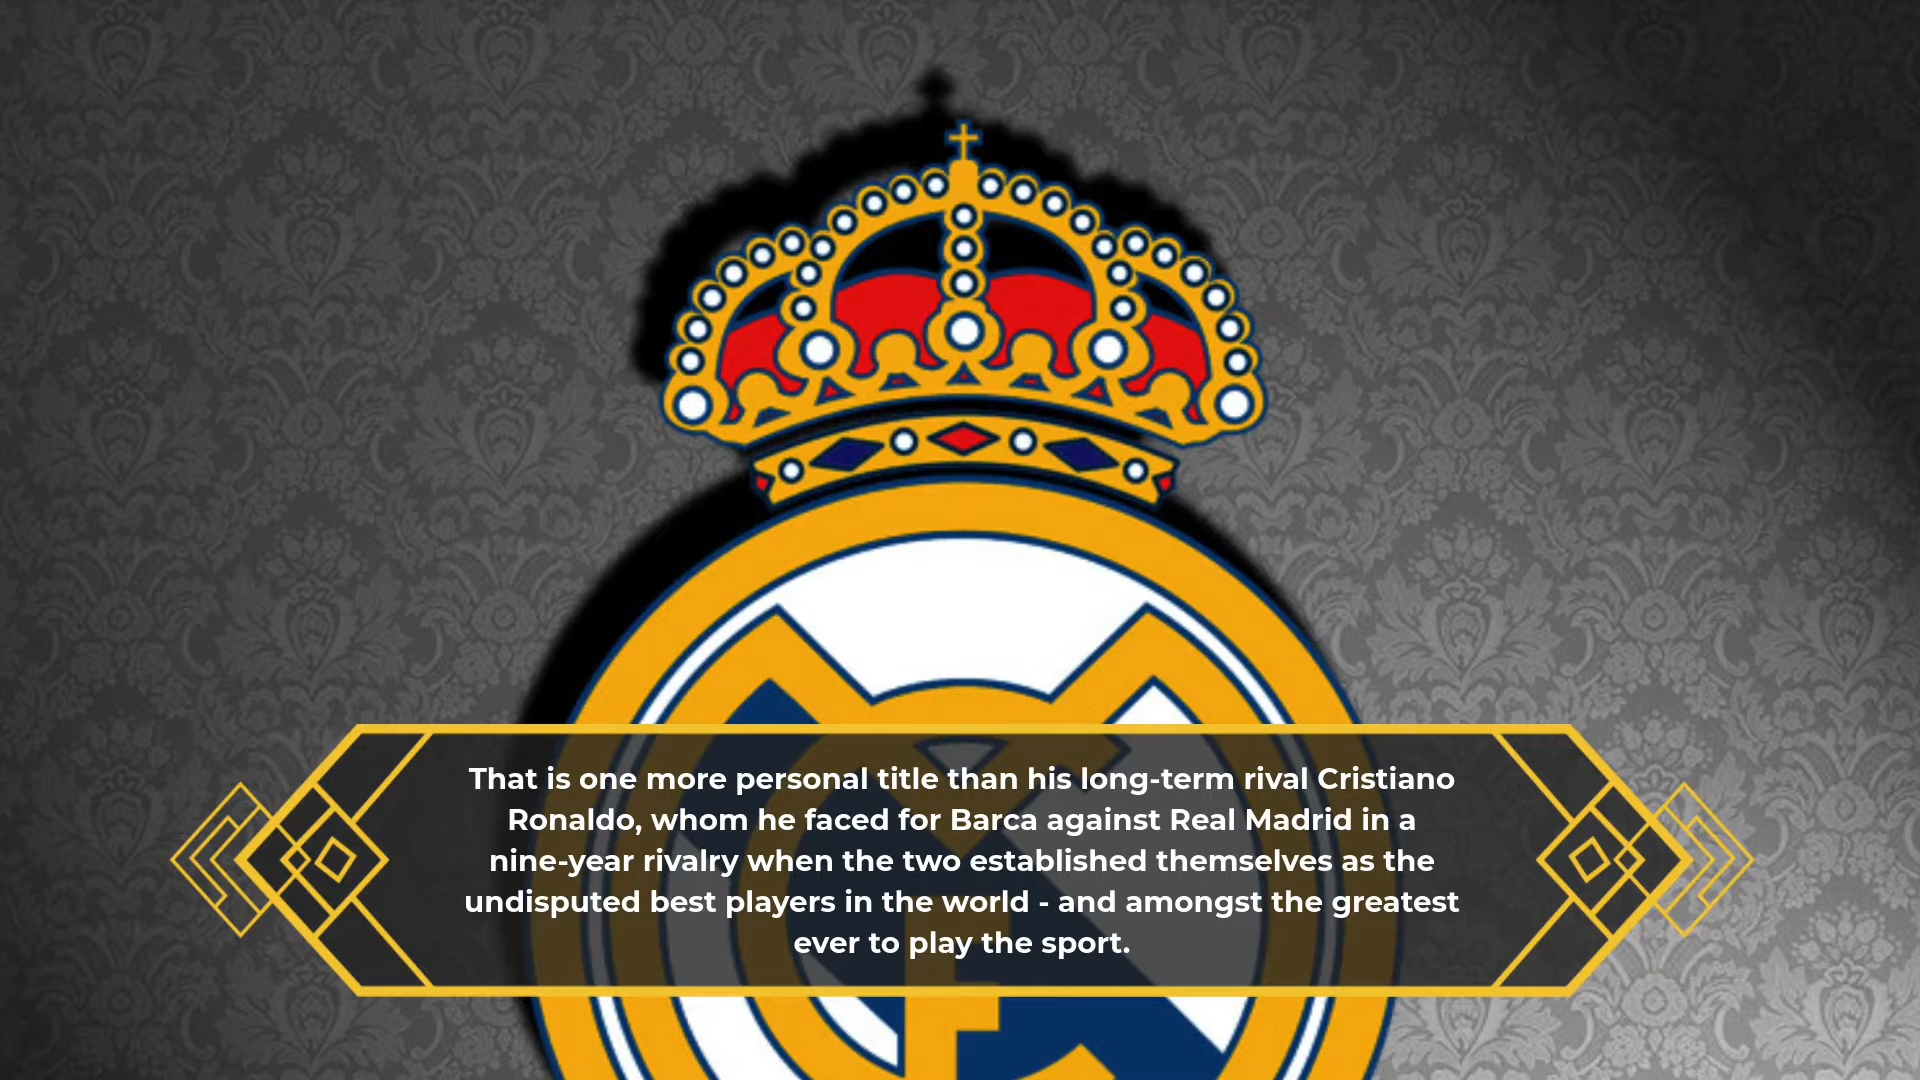 That is one more personal title than his long-term rival Cristiano
Ronaldo, whom he faced for Barca against Real Madrid in a
nine-year rivalry when the two established themselves as the
undisputed best players in the world - and amongst the greatest
ever to play the sport.